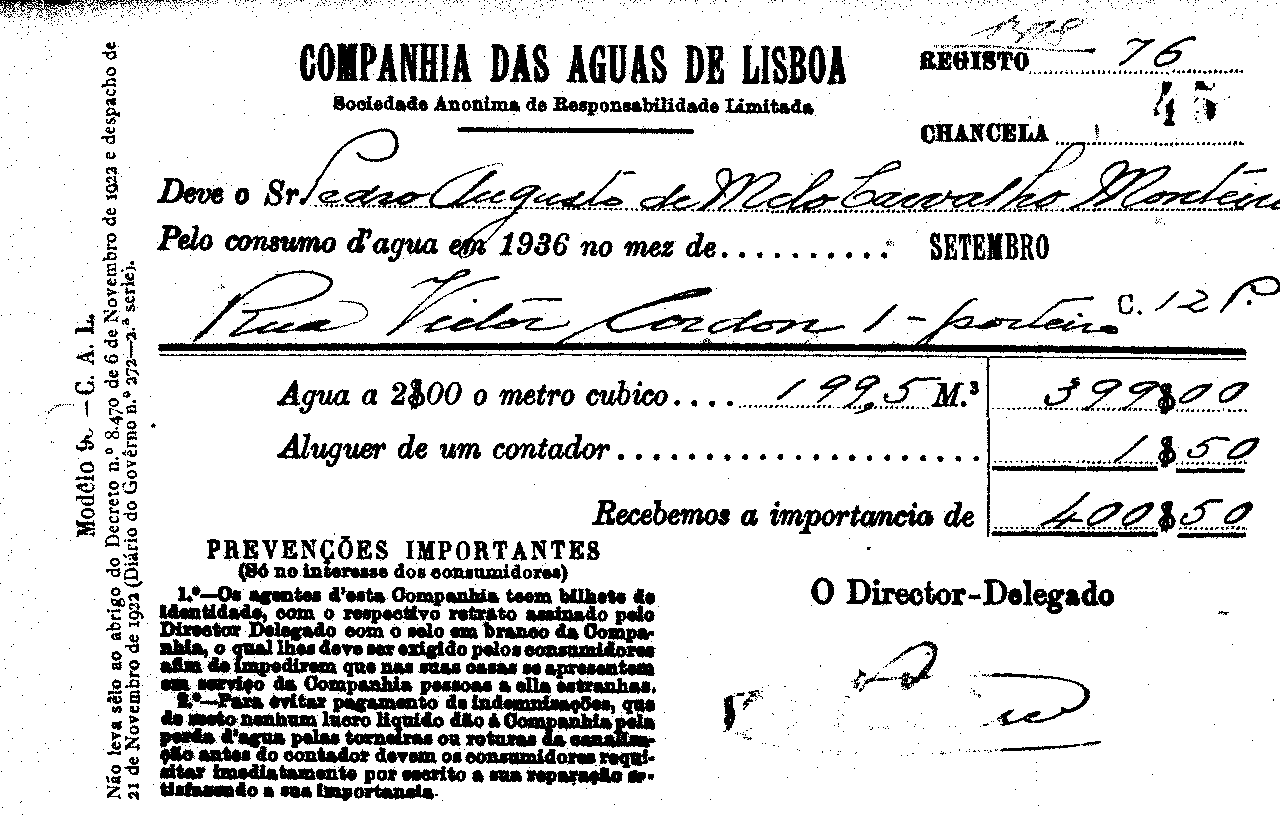 1378
COMPANHIA DAS AGUAS DE LISBOA
Sociedade Anonima de Responsabilidade Limitada
REGISTO 76
CHANCELA 45
Deve o Sr. Pedro Augusto de Melo Carvalho Monteiro
Pelo consumo d'agua em 1936 no mez de.......... SETEMBRO
Rua Victor Cordon 1-porteiro C. 12 P.
Agua a 2$00 o metro cubico.... 199,5 M.³ 399$00
Aluguer de um contador..................... 1$50
Recebemos a importancia de 400$50
PREVENÇÕES IMPORTANTES
(Só no interesse dos consumidores)
1.º—Os agentes d'esta Companhia teem bilhete de
identidade, com o respectivo retrato assinado pelo
Director Delegado com o selo em branco da Compa-
nhia, o qual lhes deve ser exigido pelos consumidores
afim de impedirem que nas suas casas se apresentem
em serviço da Companhia pessoas a ella estranhas.
2.º—Para evitar pagamento de indemnisações, que
de moto nenhum lucro liquido dão á Companhia pela
perda d'agua pelas torneiras ou roturas da canalisa-
ção antes do contador devem os consumidores requi-
sitar imediatamente por escrito a sua reparação sa-
tisfasendo a sua importancia.
O Director-Delegado
Modêlo 9. — C. A. L.
Não leva sêlo ao abrigo do Decreto n.º 8.470 de 6 de Novembro de 1922 e despacho de
21 de Novembro de 1922 (Diário do Govêrno n.º 272—2.ª serie).